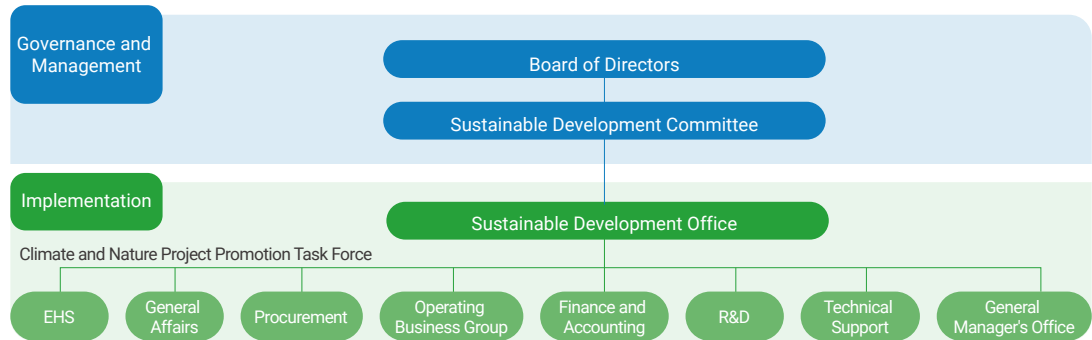 Governance and
Management
Board of Directors
Sustainable Development Committee
Implementation
Sustainable Development Office
Climate and Nature Project Promotion Task Force
EHS
General
Affairs
Procurement
Operating
Business Group
Finance and
Accounting
R&D
Technical
Support
General
Manager's Office